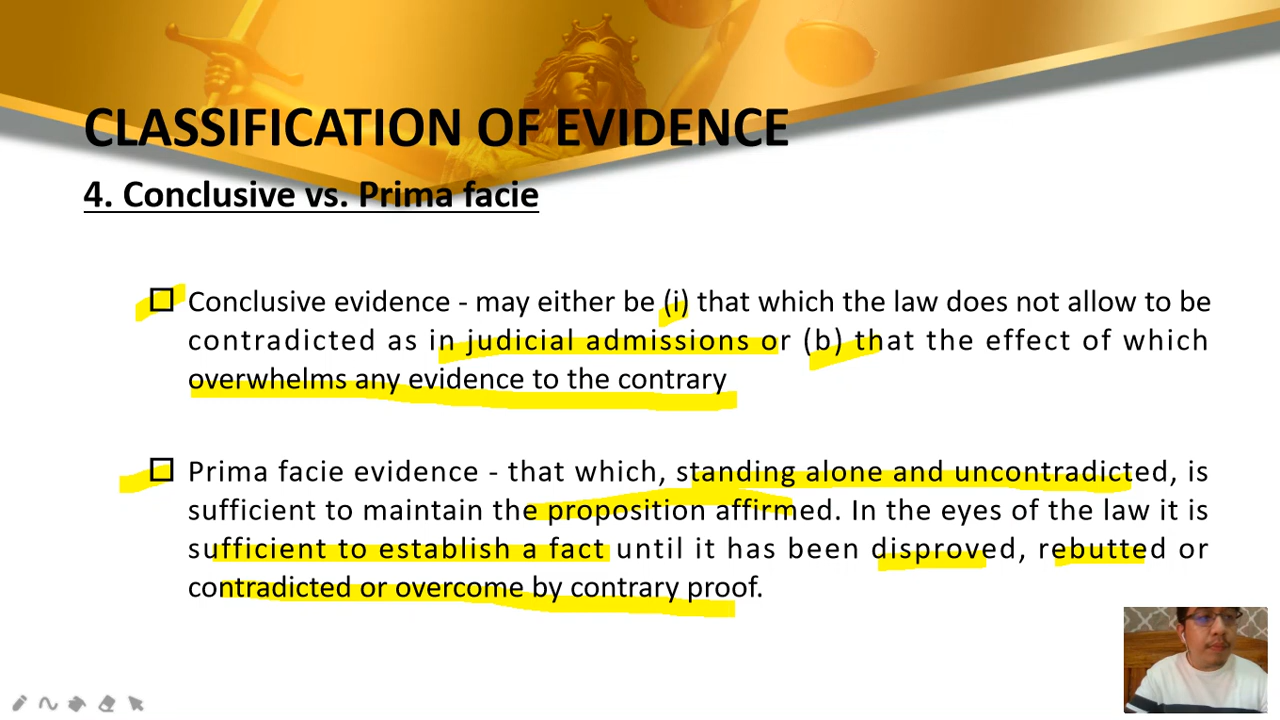 CLASSIFICATION OF EVIDENCE
4. Conclusive vs. Prima facie
Conclusive evidence - may either be (i) that which the law does not allow to be
contradicted as in judicial admissions or (b) that the effect of which
overwhelms any evidence to the contrary
Prima facie evidence - that which, standing alone and uncontradicted, is
sufficient to maintain the proposition affirmed. In the eyes of the law it is
sufficient to establish a fact until it has been disproved, rebutted or
contradicted or overcome by contrary proof.